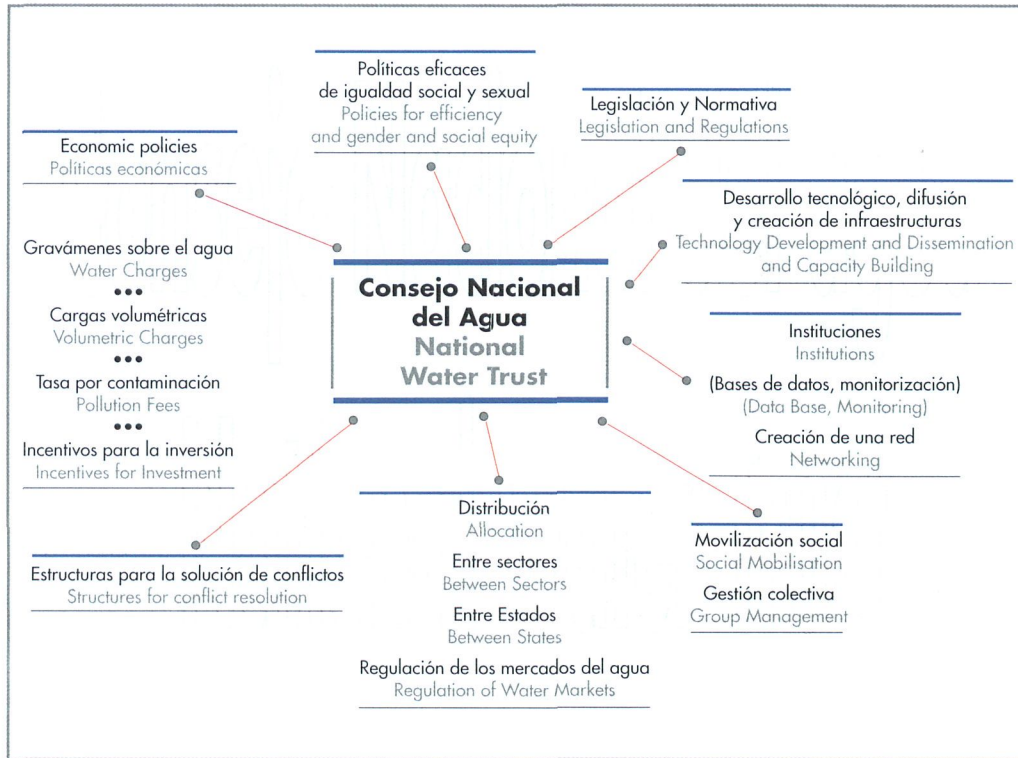 Políticas eficaces
de igualdad social y sexual
Policies for efficiency
and gender and social equity
Legislación y Normativa
Legislation and Regulations
Economic policies
Políticas económicas
Gravámenes sobre el agua
Water Charges
•••
Cargas volumétricas
Volumetric Charges
•••
Tasa por contaminación
Pollution Fees
•••
Incentivos para la inversión
Incentives for Investment
Desarrollo tecnológico, difusión
y creación de infraestructuras
Technology Development and Dissemination
and Capacity Building
Consejo Nacional
del Agua
National
Water Trust
Instituciones
Institutions
(Bases de datos, monitorización)
(Data Base, Monitoring)
Creación de una red
Networking
Estructuras para la solución de conflictos
Structures for conflict resolution
Distribución
Allocation
Entre sectores
Between Sectors
Entre Estados
Between States
Regulación de los mercados del agua
Regulation of Water Markets
Movilización social
Social Mobilisation
Gestión colectiva
Group Management